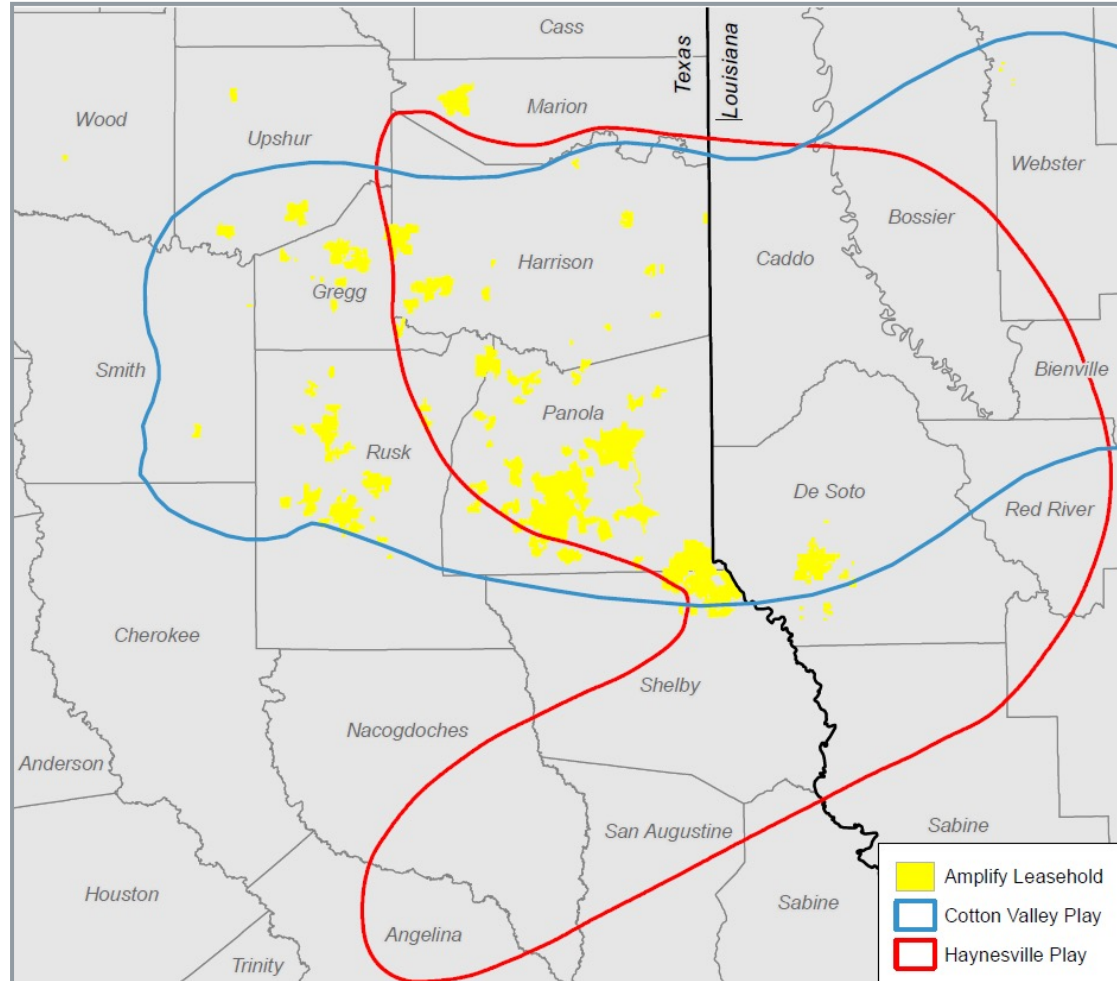 Cass
Texas
Louisiana
Wood
Marion
Upshur
Webster
Bossier
Harrison
Caddo
Gregg
Smith
Bienville
Panola
Rusk
De Soto
Red River
Cherokee
Shelby
Nacogdoches
Anderson
San Augustine
Sabine
Houston
Sabine
Angelina
Trinity
Amplify Leasehold
Cotton Valley Play
Haynesville Play